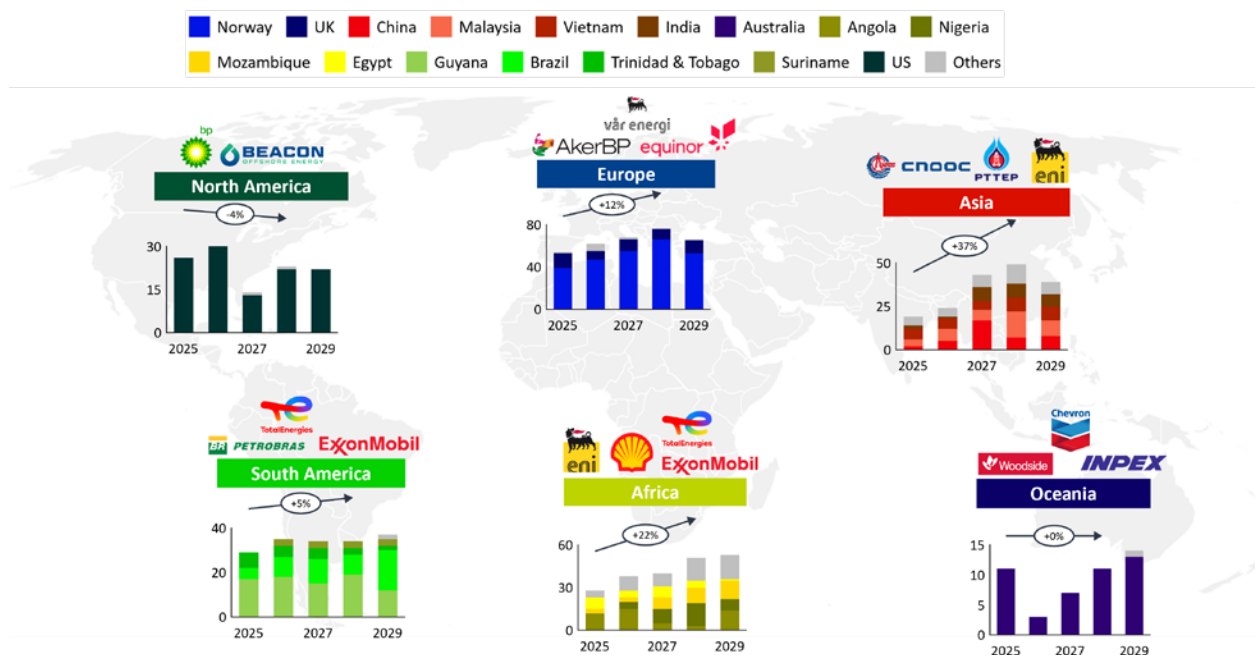 Norway UK China Malaysia Vietnam India Australia Angola Nigeria
Mozambique Egypt Guyana Brazil Trinidad & Tobago Suriname US Others
bp
BEACON
OFFSHORE ENERGY
North America
-4%
30
15
0
2025 2027 2029
vår energi
AkerBP equinor
Europe
+12%
80
40
0
2025 2027 2029
CNOOC
PTTEP
eni
Asia
+37%
50
25
0
2025 2027 2029
TotalEnergies
BR PETROBRAS ExxonMobil
South America
+5%
40
20
0
2025 2027 2029
eni
TotalEnergies
ExxonMobil
Africa
+22%
60
30
0
2025 2027 2029
Chevron
Woodside INPEX
Oceania
+0%
15
10
5
0
2025 2027 2029